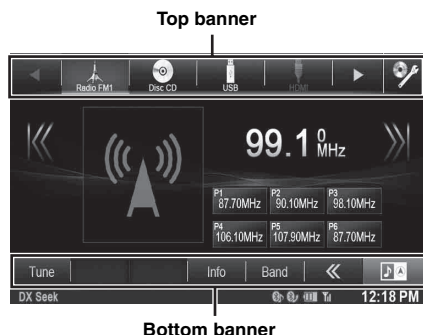 Top banner
Radio FM1 Disc CD USB HDMI
99.10 MHz
P1 87.70MHz P2 90.10MHz P3 98.10MHz
P4 106.10MHz P5 107.90MHz P6 87.70MHz
Tune Info Band
DX Seek 12:18 PM
Bottom banner